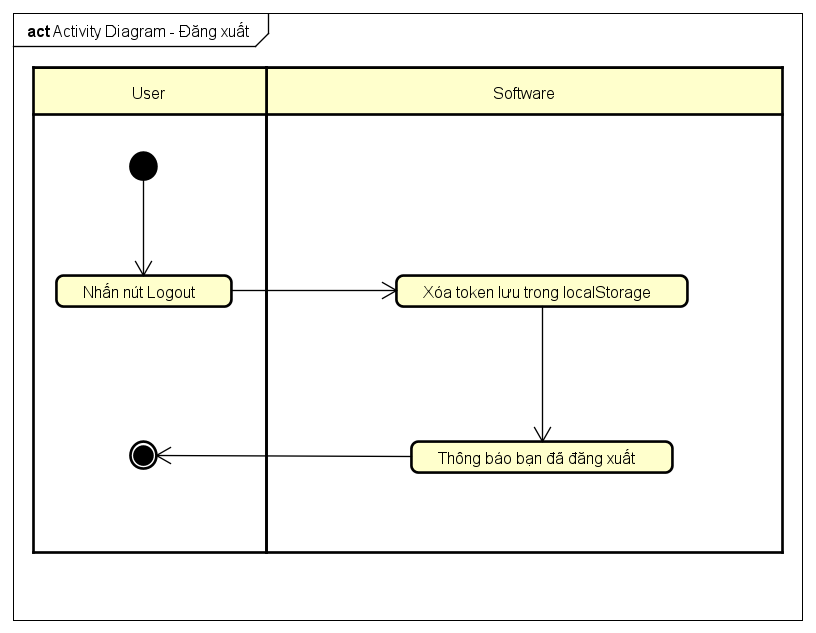 act Activity Diagram - Đăng xuất
User
Software
Nhấn nút Logout
Xóa token lưu trong localStorage
Thông báo bạn đã đăng xuất